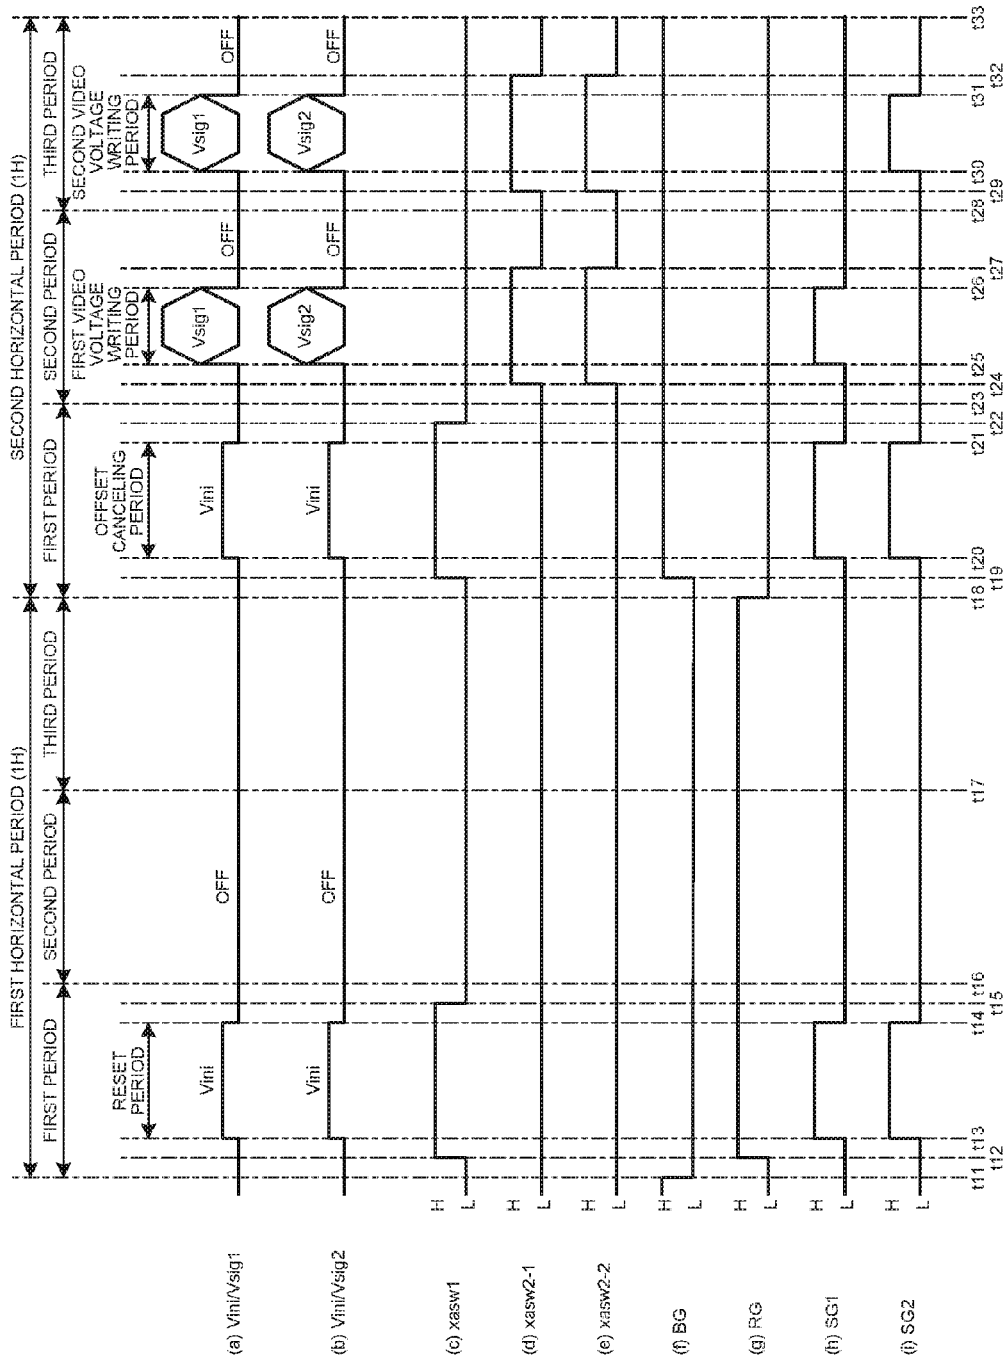 FIRST HORIZONTAL PERIOD (1H)
SECOND HORIZONTAL PERIOD (1H)
FIRST PERIOD
SECOND PERIOD
THIRD PERIOD
FIRST PERIOD
SECOND PERIOD
THIRD PERIOD
RESET
PERIOD
OFFSET
CANCELING
PERIOD
FIRST VIDEO
VOLTAGE
WRITING
PERIOD
SECOND VIDEO
VOLTAGE
WRITING
PERIOD
(a) Vini/Vsig1
Vini
OFF
Vini
Vsig1
OFF
Vsig1
OFF
(b) Vini/Vsig2
Vini
OFF
Vini
Vsig2
OFF
Vsig2
OFF
(c) xasw1
H
L
(d) xasw2-1
H
L
(e) xasw2-2
H
L
(f) BG
H
L
(g) RG
H
L
(h) SG1
H
L
(i) SG2
H
L
t11 t13 t14 t16 t17 t18 t20 t21 t23 t25 t26 t28 t30 t31 t33
t12 t15 t19 t22 t24 t27 t29 t32